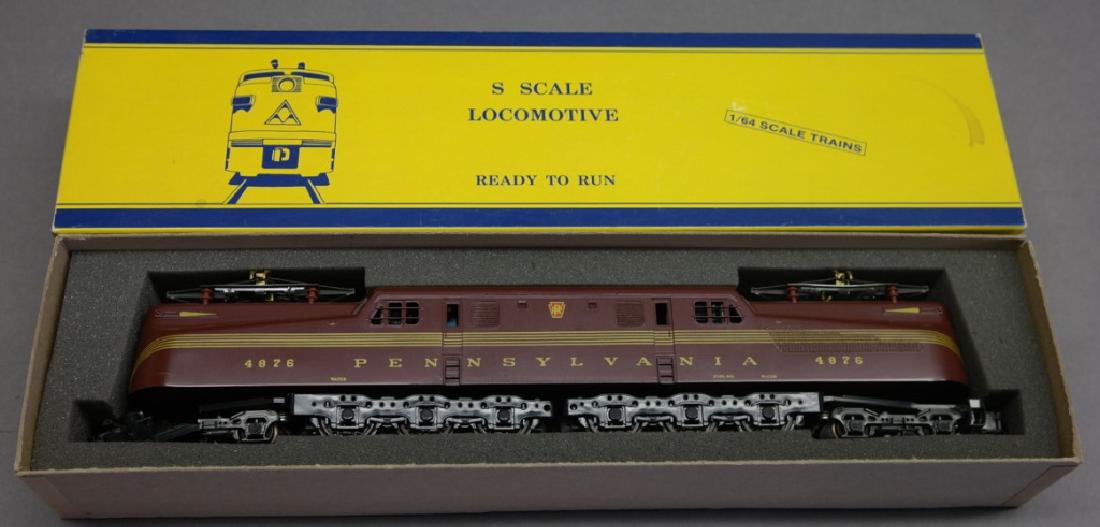 S SCALE
LOCOMOTIVE
1/64 SCALE TRAINS
READY TO RUN
4876 PENNSYLVANIA 4876